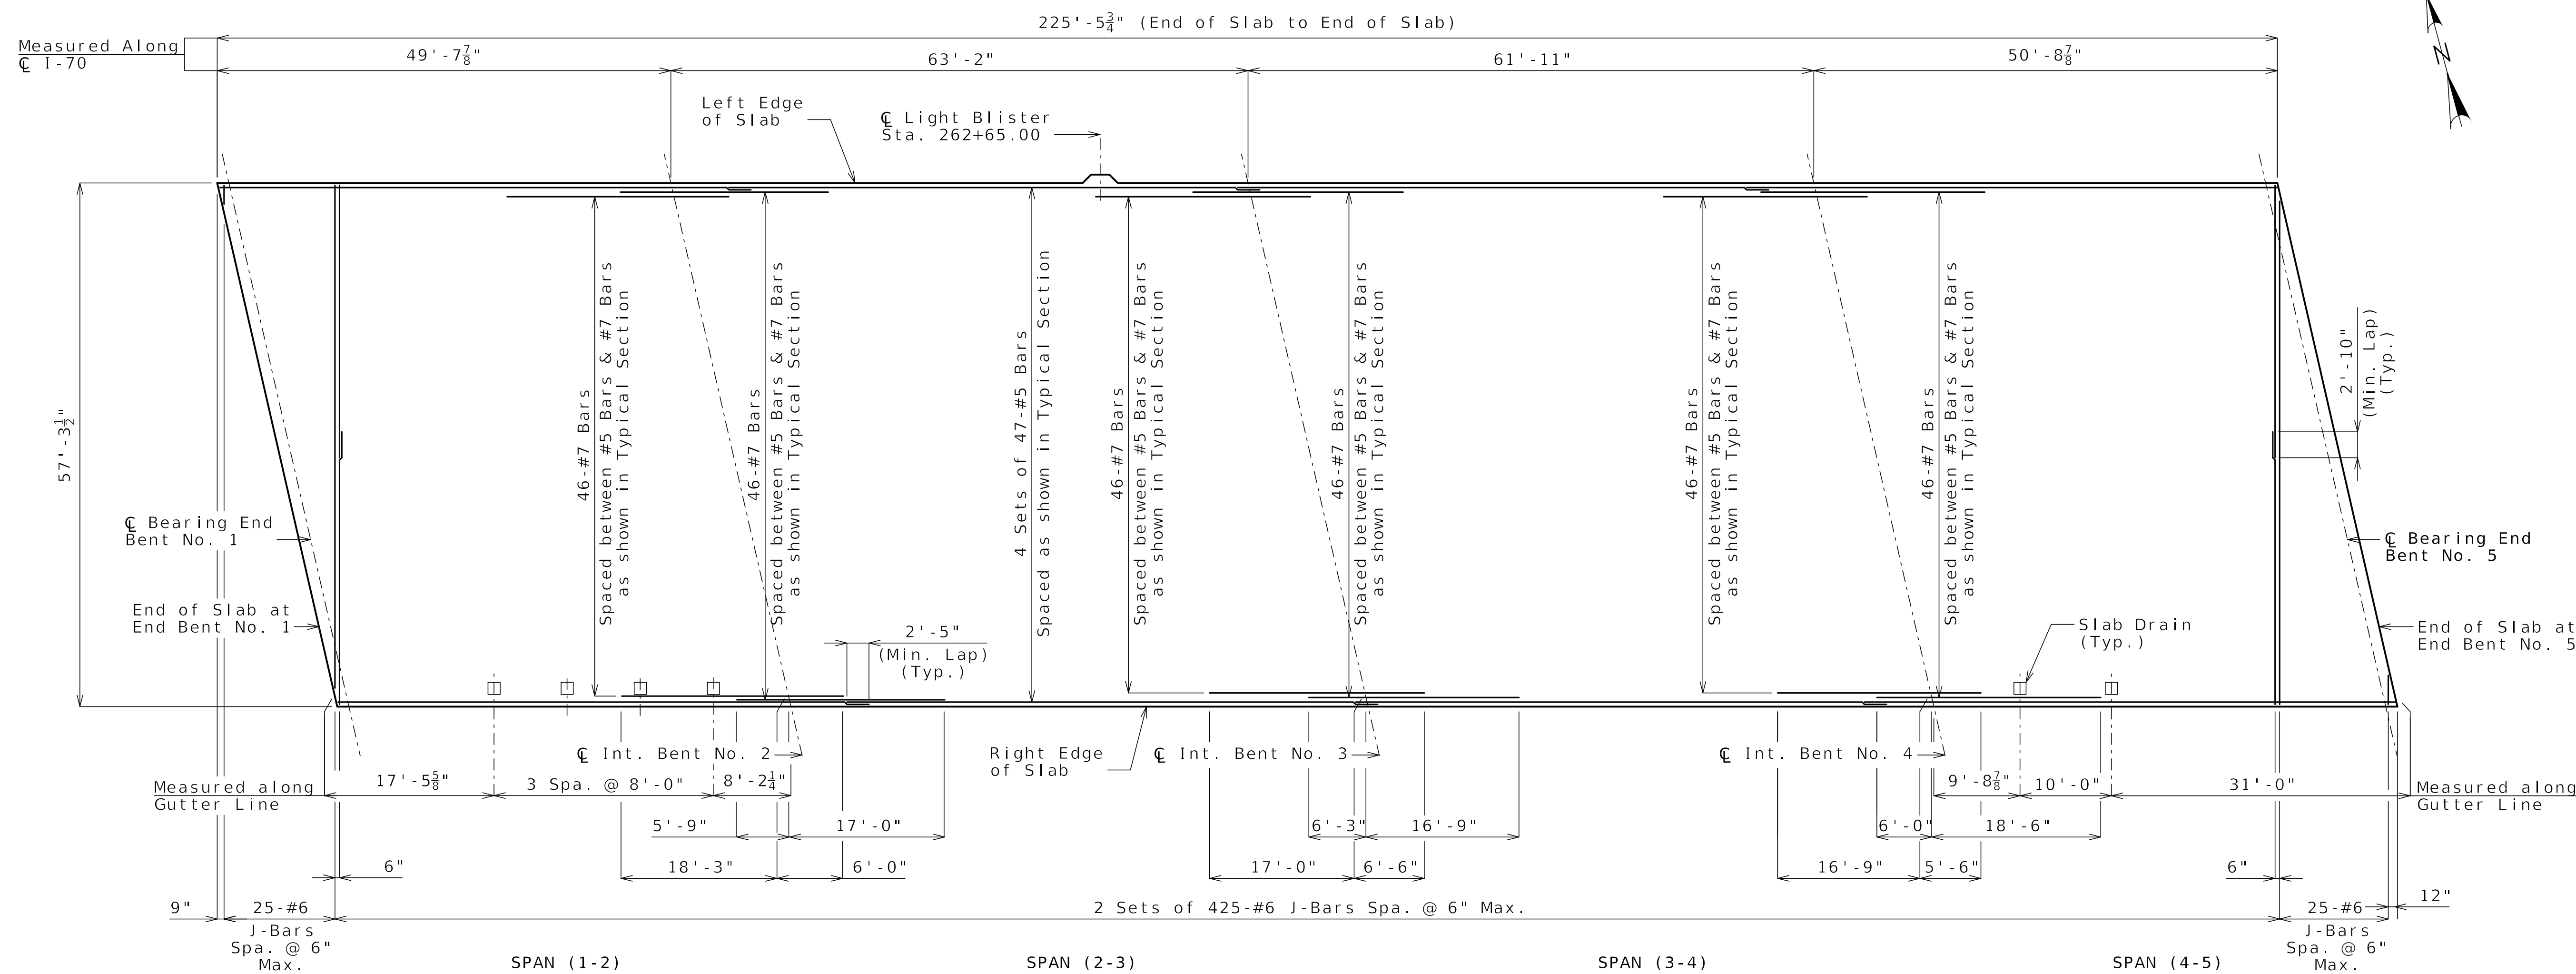 225'-5¾" (End of Slab to End of Slab)
Measured Along
℄ I-70
49'-7⅞"
63'-2"
61'-11"
50'-8⅞"
N
Left Edge
of Slab
℄ Light Blister
Sta. 262+65.00
57'-3½"
46-#7 Bars
Spaced between #5 Bars & #7 Bars
as shown in Typical Section
46-#7 Bars
Spaced between #5 Bars & #7 Bars
as shown in Typical Section
4 Sets of 47-#5 Bars
Spaced as shown in Typical Section
46-#7 Bars
Spaced between #5 Bars & #7 Bars
as shown in Typical Section
46-#7 Bars
Spaced between #5 Bars & #7 Bars
as shown in Typical Section
46-#7 Bars
Spaced between #5 Bars & #7 Bars
as shown in Typical Section
46-#7 Bars
Spaced between #5 Bars & #7 Bars
as shown in Typical Section
2'-10"
(Min. Lap)
(Typ.)
℄ Bearing End
Bent No. 1
℄ Bearing End
Bent No. 5
End of Slab at
End Bent No. 1
2'-5"
(Min. Lap)
(Typ.)
Slab Drain
(Typ.)
End of Slab at
End Bent No. 5
℄ Int. Bent No. 2
Right Edge
of Slab
℄ Int. Bent No. 3
℄ Int. Bent No. 4
Measured along
Gutter Line
17'-5⅝"
3 Spa. @ 8'-0"
8'-2¼"
9'-8⅞"
10'-0"
31'-0"
Measured along
Gutter Line
5'-9"
17'-0"
6'-3"
16'-9"
6'-0"
18'-6"
6"
18'-3"
6'-0"
17'-0"
6'-6"
16'-9"
5'-6"
6"
9"
25-#6
J-Bars
Spa. @ 6"
Max.
2 Sets of 425-#6 J-Bars Spa. @ 6" Max.
25-#6
J-Bars
Spa. @ 6"
Max.
12"
SPAN (1-2)
SPAN (2-3)
SPAN (3-4)
SPAN (4-5)